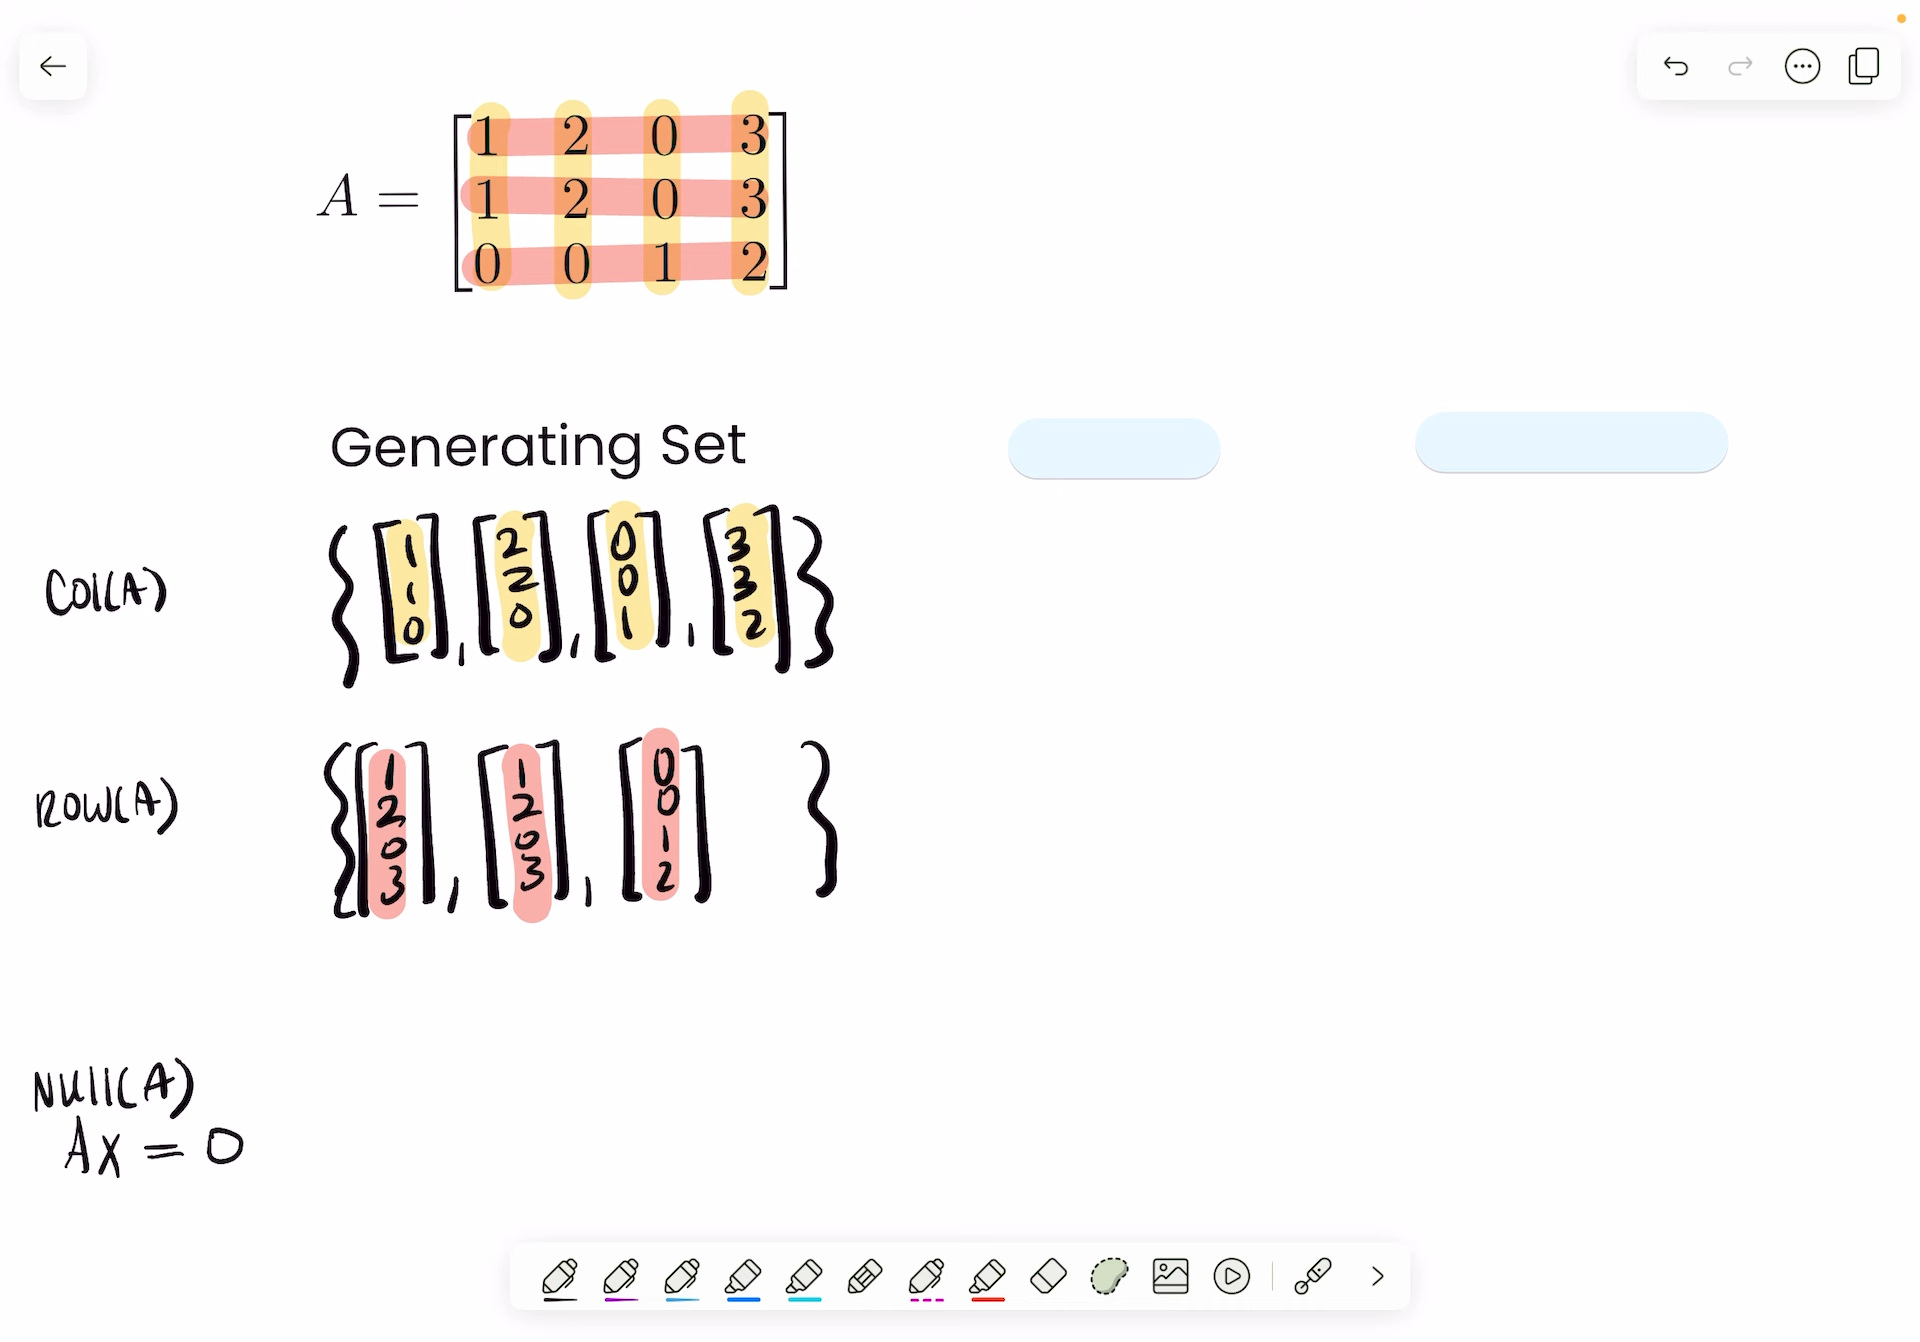 A = [1 2 0 3
1 2 0 3
0 0 1 2]
Generating Set
Col(A) { [1 1 0], [2 2 0], [0 0 1], [3 3 2] }
ROW(A) { [1 2 0 3], [1 2 0 3], [0 0 1 2] }
NUll(A)
Ax = 0